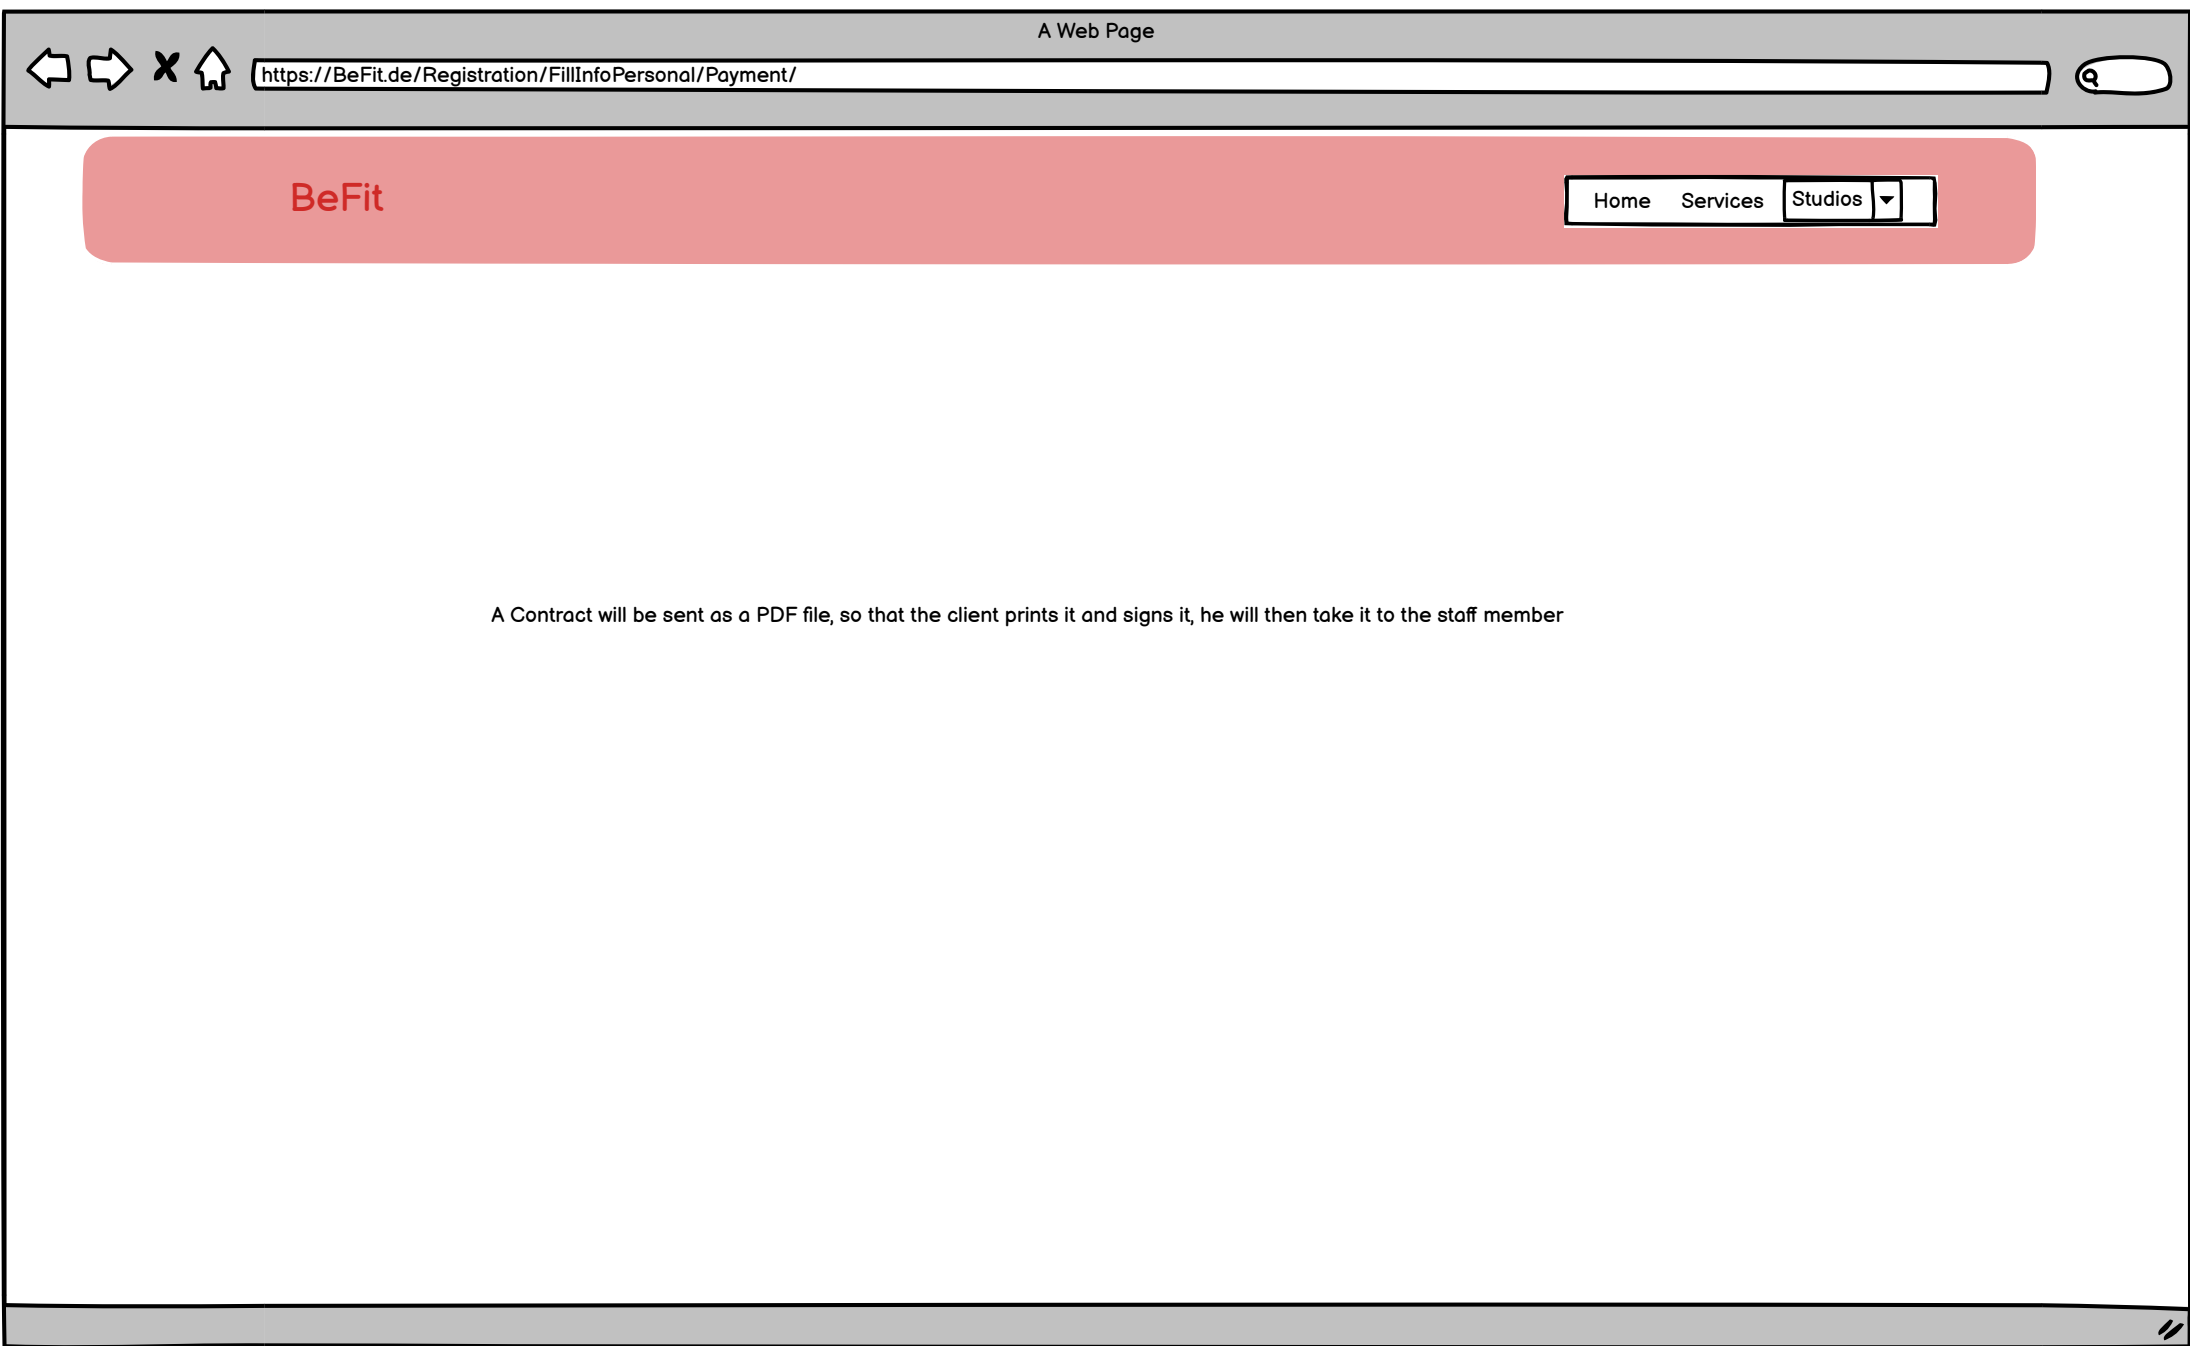 A Web Page
https://BeFit.de/Registration/FillInfoPersonal/Payment/
BeFit
Home Services Studios
A Contract will be sent as a PDF file, so that the client prints it and signs it, he will then take it to the staff member